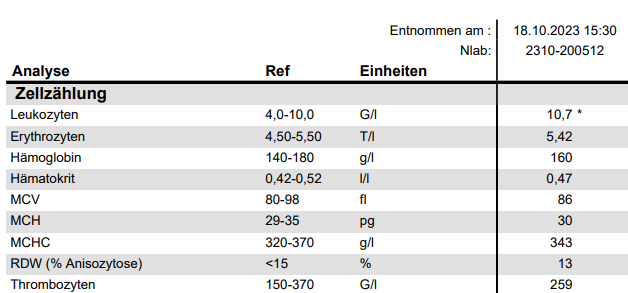 Entnommen am : 18.10.2023 15:30
Nlab: 2310-200512
Analyse Ref Einheiten
Zellzählung
Leukozyten 4,0-10,0 G/l 10,7 *
Erythrozyten 4,50-5,50 T/l 5,42
Hämoglobin 140-180 g/l 160
Hämatokrit 0,42-0,52 l/l 0,47
MCV 80-98 fl 86
MCH 29-35 pg 30
MCHC 320-370 g/l 343
RDW (% Anisozytose) <15 % 13
Thrombozyten 150-370 G/l 259